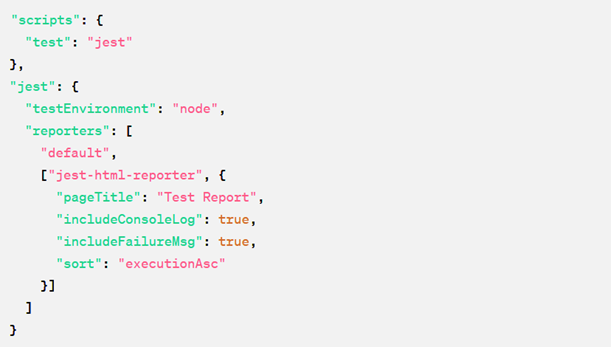 "scripts": {
  "test": "jest"
},
"jest": {
  "testEnvironment": "node",
  "reporters": [
    "default",
    ["jest-html-reporter", {
      "pageTitle": "Test Report",
      "includeConsoleLog": true,
      "includeFailureMsg": true,
      "sort": "executionAsc"
    }]
  ]
}